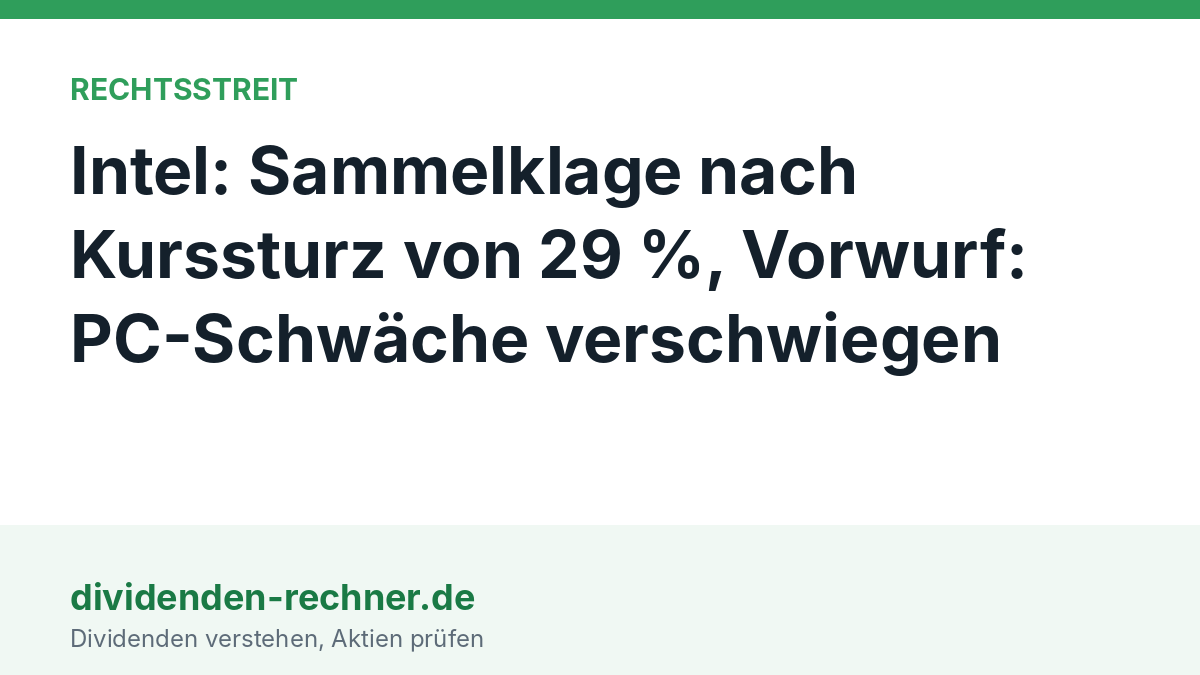 RECHTSSTREIT
Intel: Sammelklage nach
Kurssturz von 29 %, Vorwurf:
PC-Schwäche verschwiegen
dividenden-rechner.de
Dividenden verstehen, Aktien prüfen